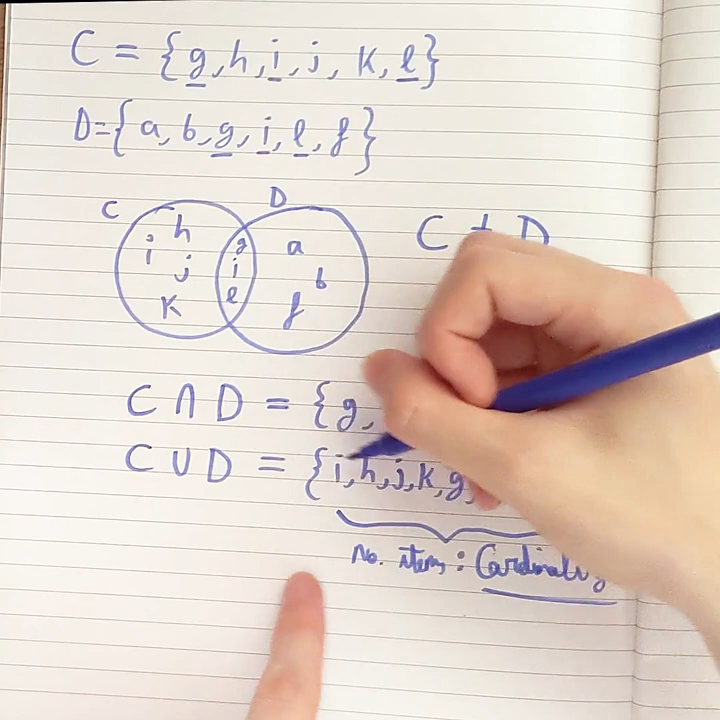 C = {g, h, i, j, k, l}
D = {a, b, g, i, l, f}
C D
h g a
i i b
j l f
k
C ∩ D = {g,
C ∪ D = {i, h, j, k, g,
No. items : Cardinality